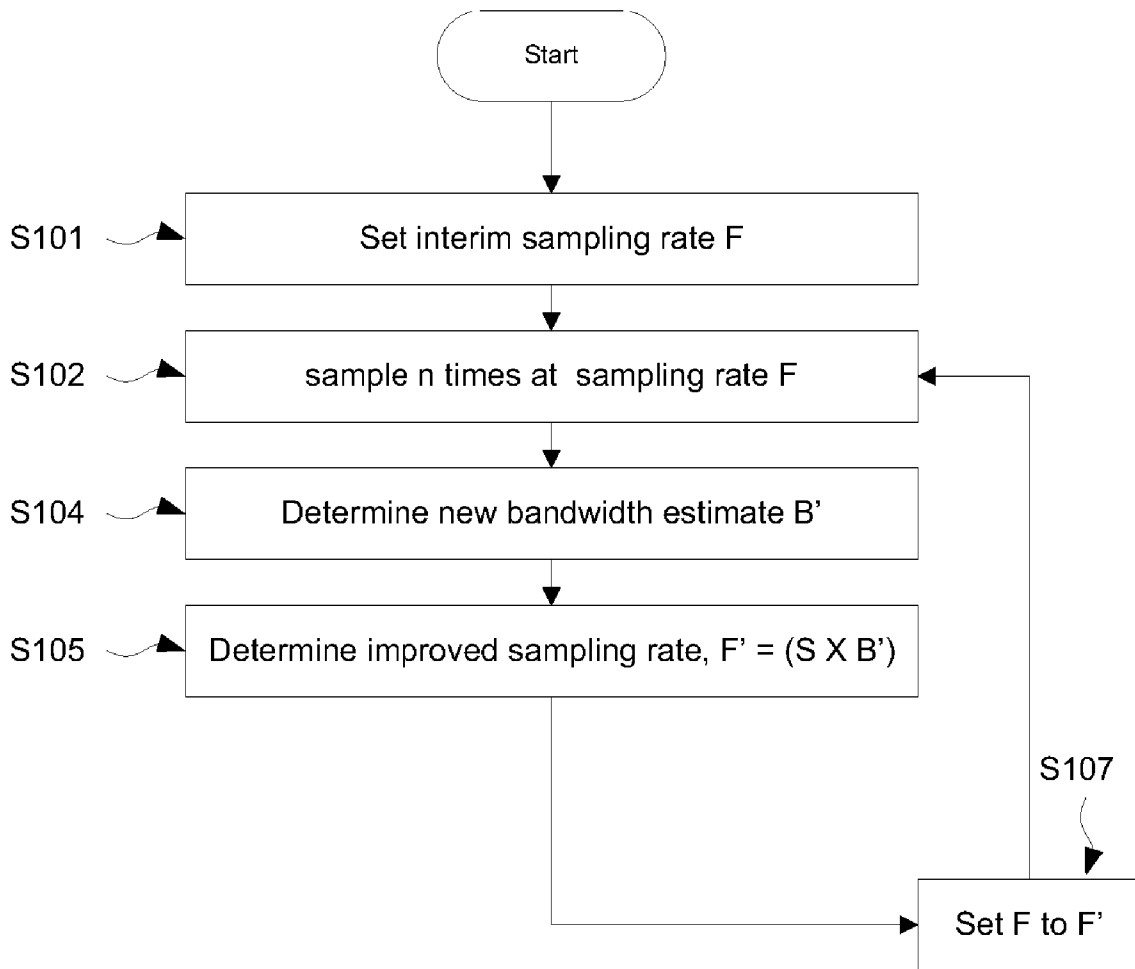 Start
S101
Set interim sampling rate F
S102
sample n times at sampling rate F
S104
Determine new bandwidth estimate B’
S105
Determine improved sampling rate, F’ = (S X B’)
S107
Set F to F’